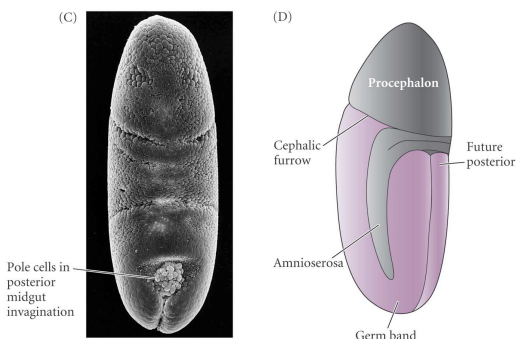 (C)
Pole cells in
posterior
midgut
invagination
(D)
Procephalon
Cephalic
furrow
Future
posterior
Amnioserosa
Germ band